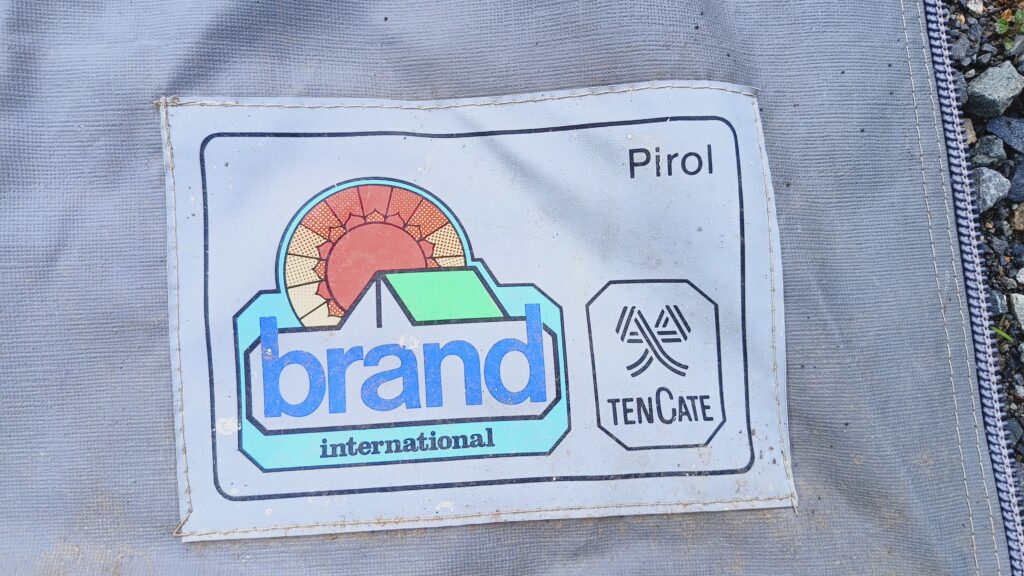 Pirol
brand
international
TENCATE